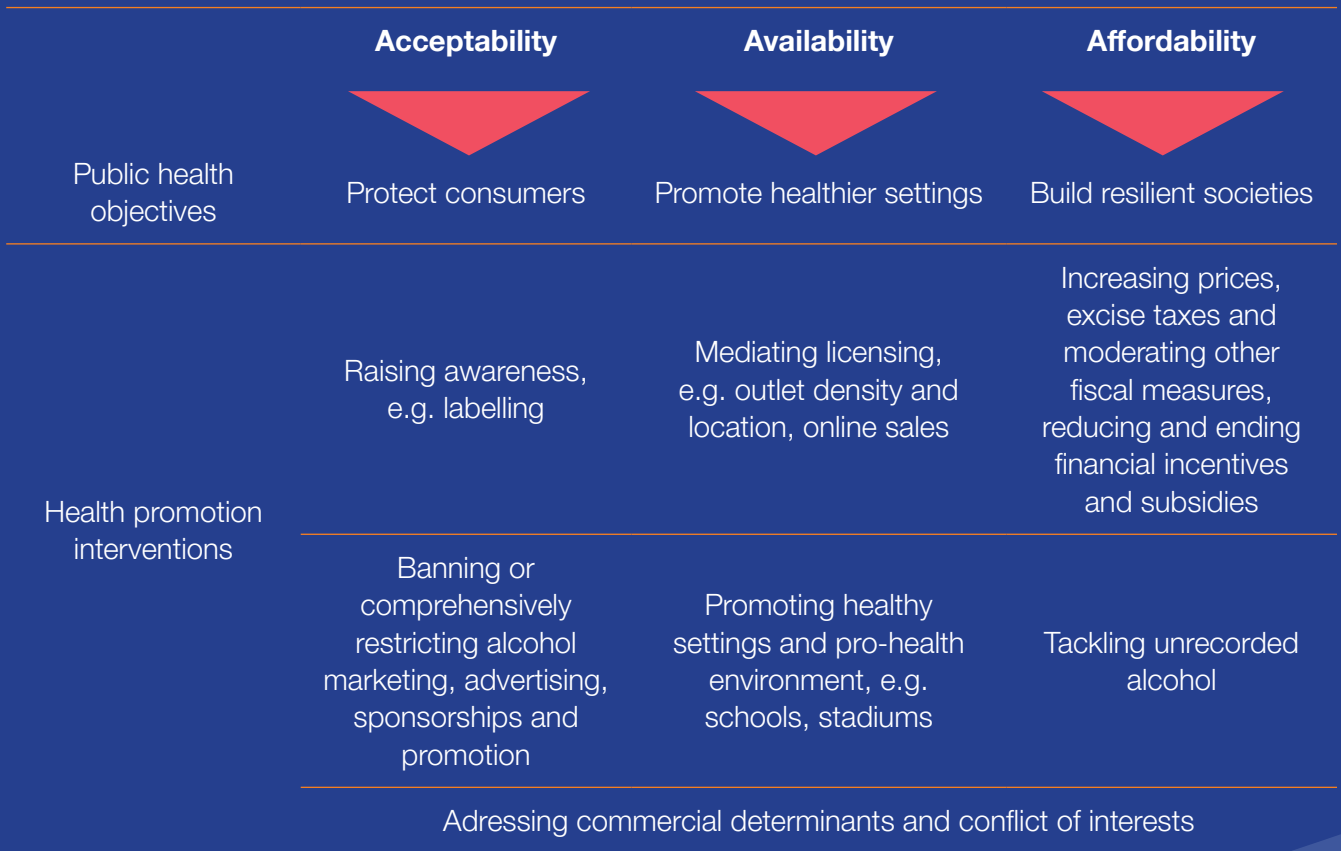 Acceptability
Availability
Affordability
Public health
objectives
Protect consumers
Promote healthier settings
Build resilient societies
Health promotion
interventions
Raising awareness,
e.g. labelling
Mediating licensing,
e.g. outlet density and
location, online sales
Increasing prices,
excise taxes and
moderating other
fiscal measures,
reducing and ending
financial incentives
and subsidies
Banning or
comprehensively
restricting alcohol
marketing, advertising,
sponsorships and
promotion
Promoting healthy
settings and pro-health
environment, e.g.
schools, stadiums
Tackling unrecorded
alcohol
Adressing commercial determinants and conflict of interests